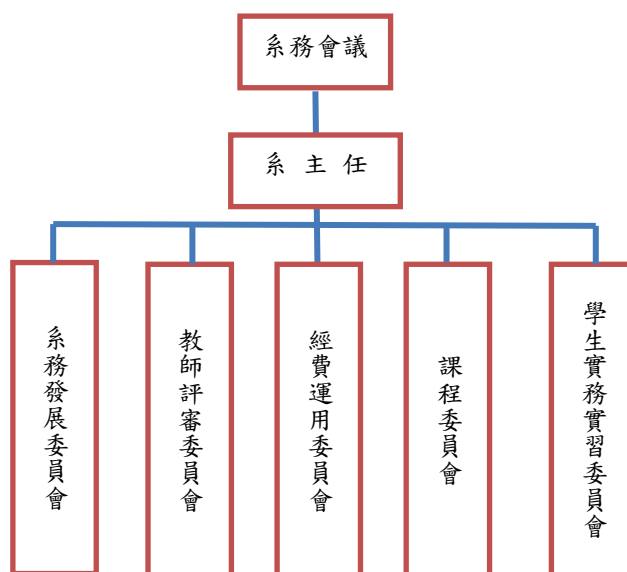 系務會議
系 主 任
系務發展委員會
教師評審委員會
經費運用委員會
課程委員會
學生實務實習委員會